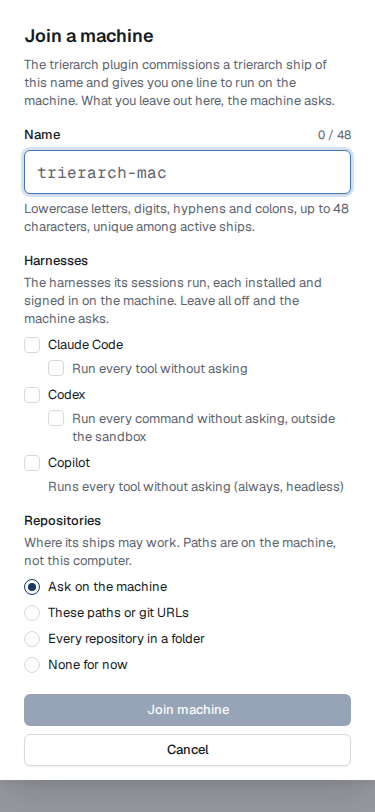 Join a machine
The trierarch plugin commissions a trierarch ship of
this name and gives you one line to run on the
machine. What you leave out here, the machine asks.
Name 0 / 48
trierarch-mac
Lowercase letters, digits, hyphens and colons, up to 48
characters, unique among active ships.
Harnesses
The harnesses its sessions run, each installed and
signed in on the machine. Leave all off and the
machine asks.
Claude Code
Run every tool without asking
Codex
Run every command without asking, outside
the sandbox
Copilot
Runs every tool without asking (always, headless)
Repositories
Where its ships may work. Paths are on the machine,
not this computer.
Ask on the machine
These paths or git URLs
Every repository in a folder
None for now
Join machine
Cancel